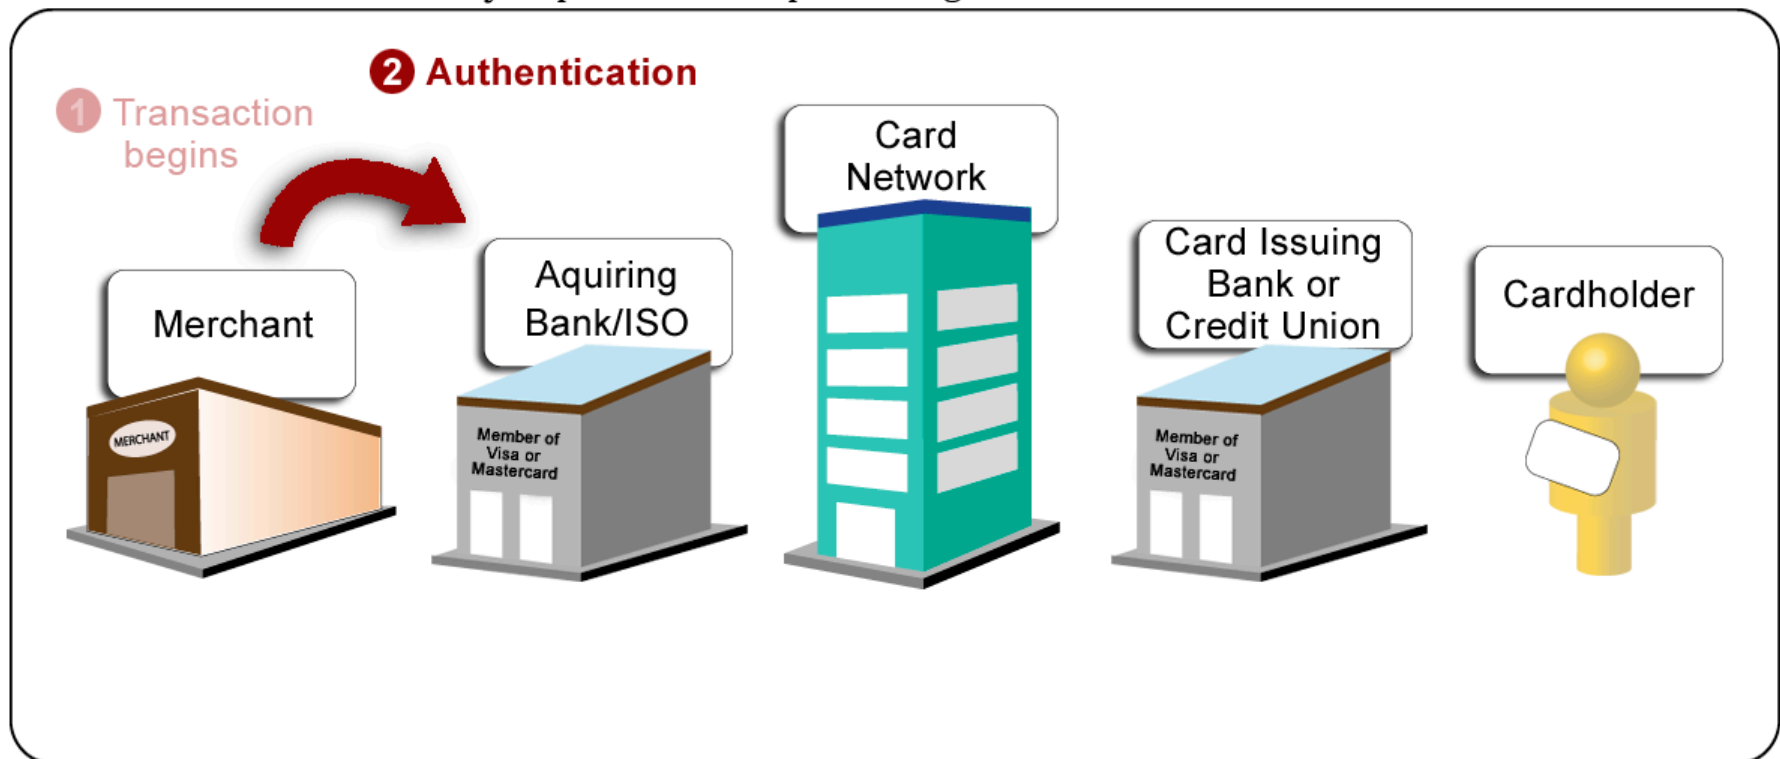 2 Authentication
1 Transaction
begins
Card
Network
Card Issuing
Bank or
Credit Union
Aquiring
Bank/ISO
Cardholder
Merchant
MERCHANT
Member of
Visa or
Mastercard
Member of
Visa or
Mastercard